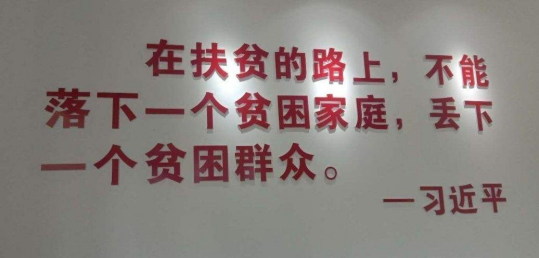 在扶贫的路上，不能
落下一个贫困家庭，丢下
一个贫困群众。
—习近平